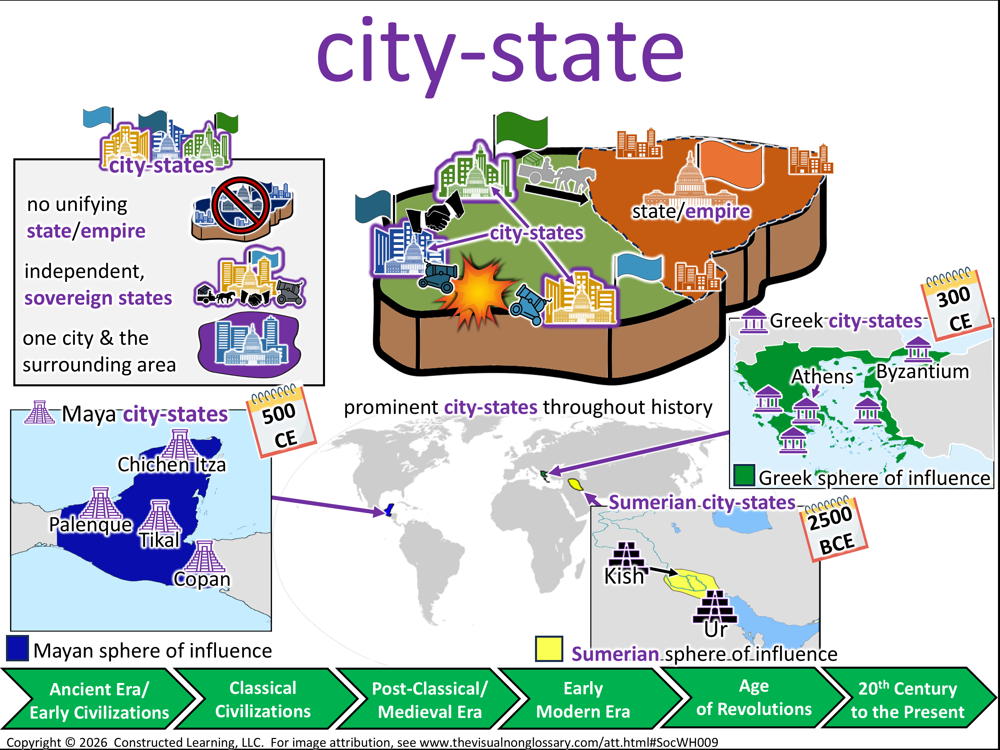 city-state
city-states
no unifying
state/empire
independent,
sovereign states
one city & the
surrounding area
state/empire
city-states
300
CE
Greek city-states
Athens
Byzantium
Greek sphere of influence
prominent city-states throughout history
500
CE
Maya city-states
Chichen Itza
Palenque
Tikal
Copan
Mayan sphere of influence
Sumerian city-states
2500
BCE
Kish
Ur
Sumerian sphere of influence
Ancient Era/
Early Civilizations
Classical
Civilizations
Post-Classical/
Medieval Era
Early
Modern Era
Age
of Revolutions
20th Century
to the Present
Copyright © 2026 Constructed Learning, LLC. For image attribution, see www.thevisualnonglossary.com/att.html#SocWH009